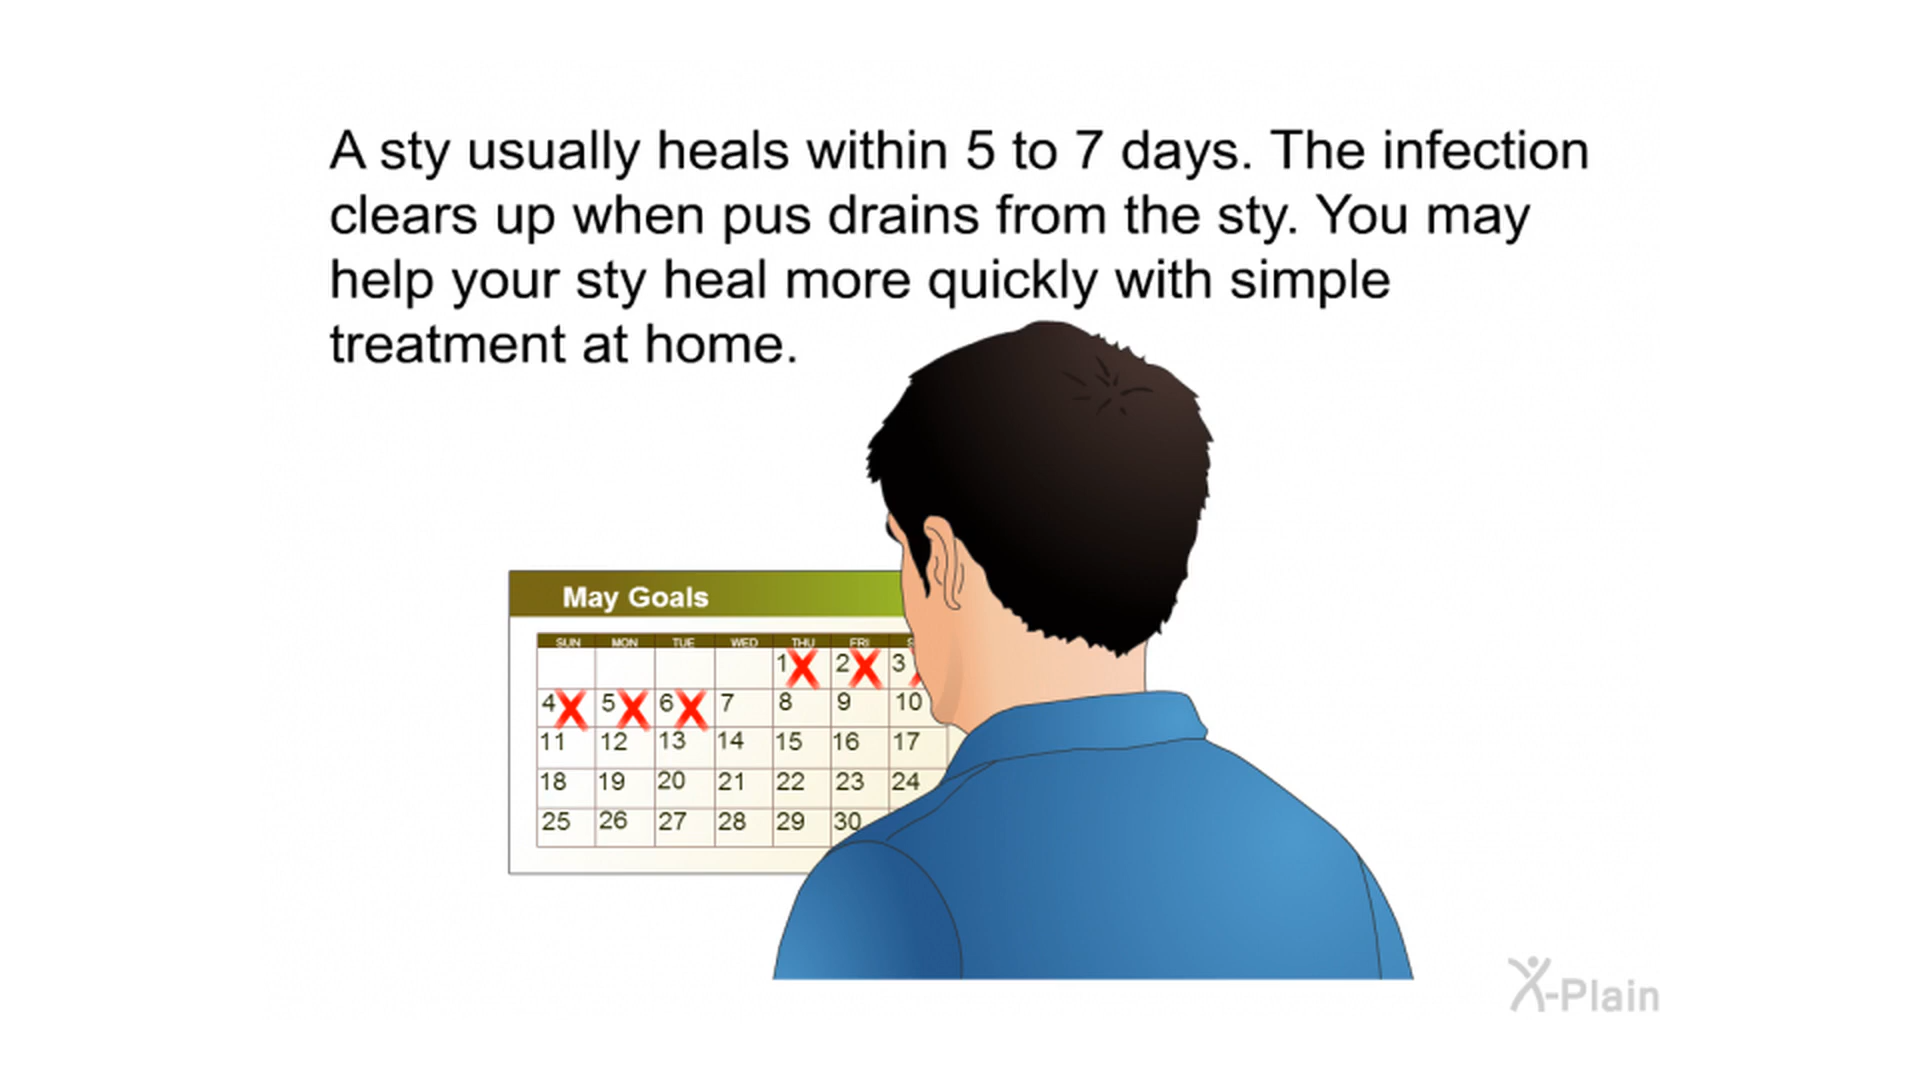 A sty usually heals within 5 to 7 days. The infection
clears up when pus drains from the sty. You may
help your sty heal more quickly with simple
treatment at home.
May Goals
SUN MON TUE WED THU FRI
1 2 3
4 5 6 7 8 9 10
11 12 13 14 15 16 17
18 19 20 21 22 23 24
25 26 27 28 29 30
X-Plain